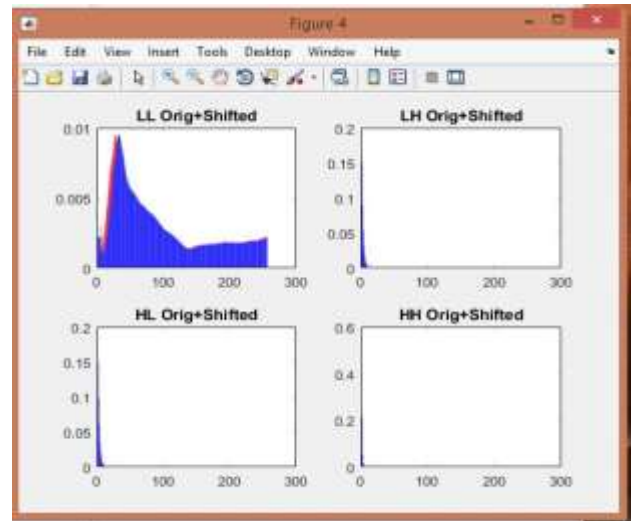 Figure 4
File Edit View Insert Tools Desktop Window Help
LL Orig+Shifted
0.01
0.005
0
0 100 200 300
LH Orig+Shifted
0.2
0.15
0.1
0.05
0
0 100 200 300
HL Orig+Shifted
0.2
0.15
0.1
0.05
0
0 100 200 300
HH Orig+Shifted
0.6
0.4
0.2
0
0 100 200 300